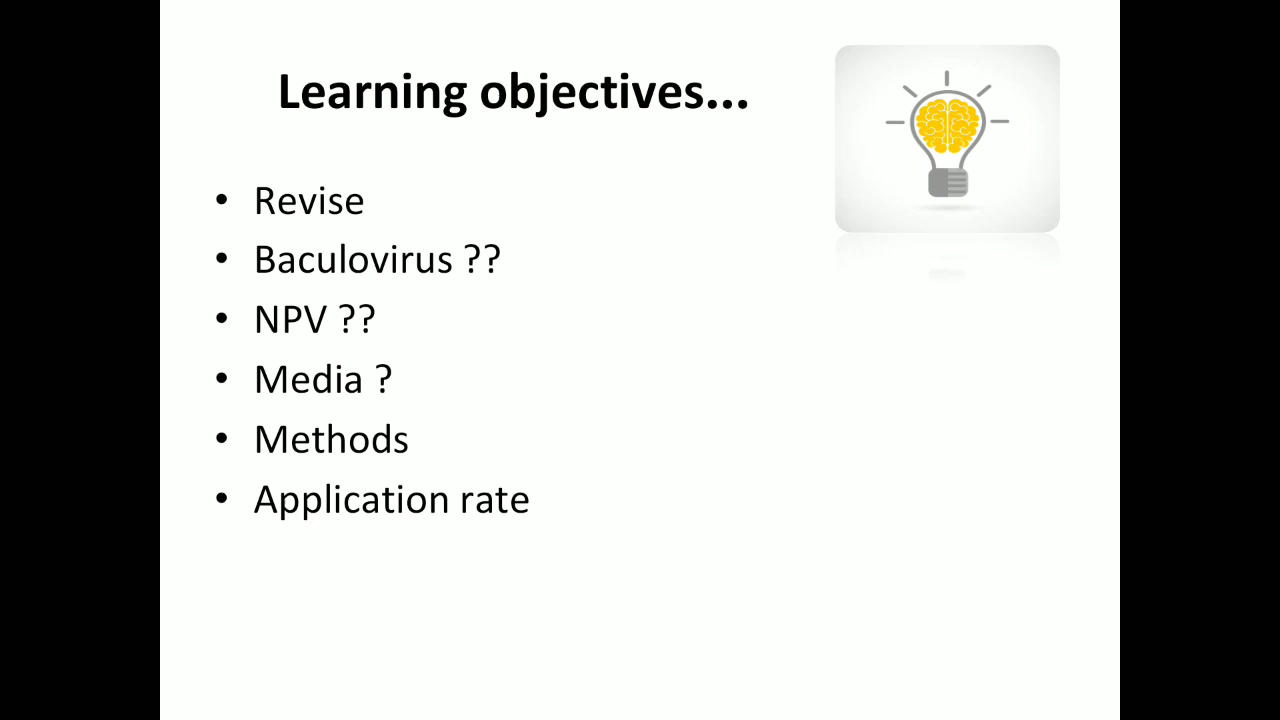 Learning objectives...
• Revise
• Baculovirus ??
• NPV ??
• Media ?
• Methods
• Application rate